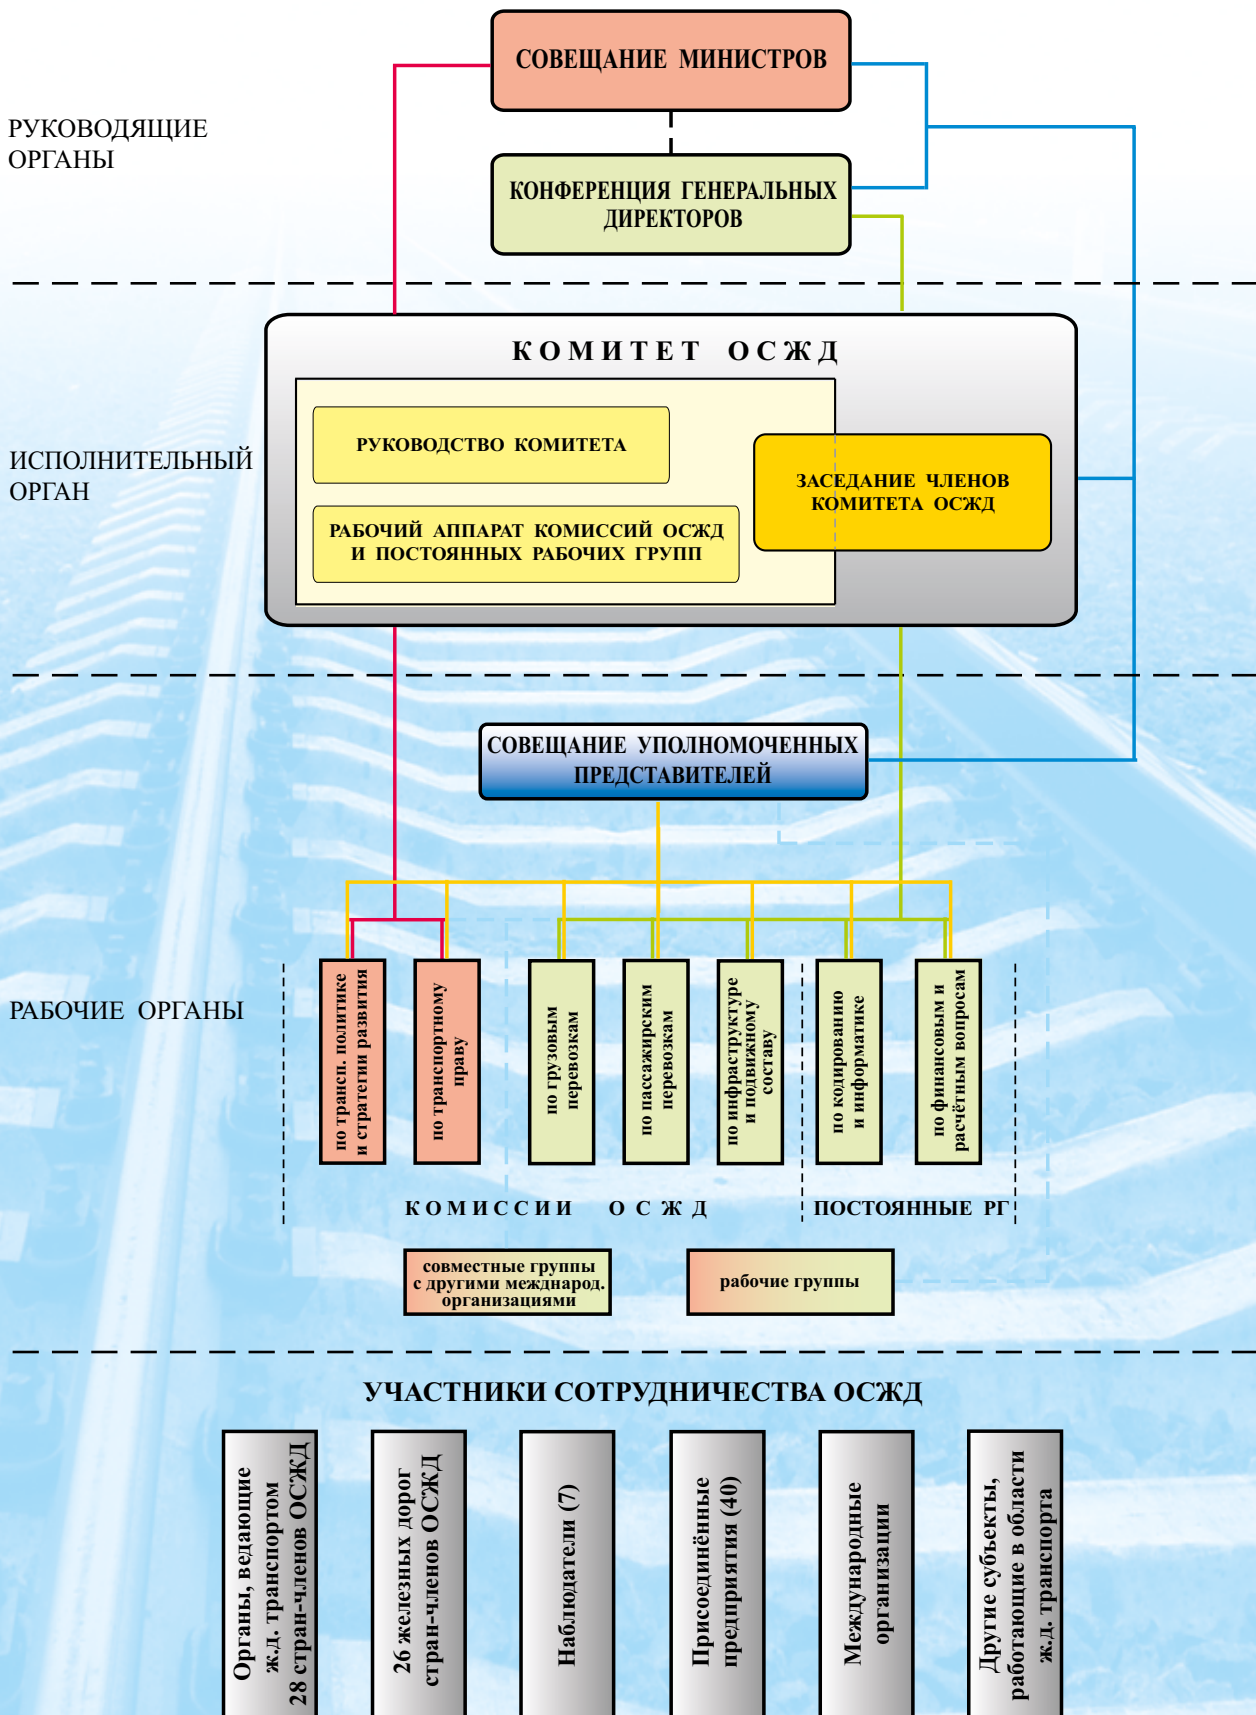 СОВЕЩАНИЕ МИНИСТРОВ
РУКОВОДЯЩИЕ
ОРГАНЫ
КОНФЕРЕНЦИЯ ГЕНЕРАЛЬНЫХ
ДИРЕКТОРОВ
КОМИТЕТ ОСЖД
РУКОВОДСТВО КОМИТЕТА
ИСПОЛНИТЕЛЬНЫЙ
ОРГАН
ЗАСЕДАНИЕ ЧЛЕНОВ
КОМИТЕТА ОСЖД
РАБОЧИЙ АППАРАТ КОМИССИЙ ОСЖД
И ПОСТОЯННЫХ РАБОЧИХ ГРУПП
СОВЕЩАНИЕ УПОЛНОМОЧЕННЫХ
ПРЕДСТАВИТЕЛЕЙ
РАБОЧИЕ ОРГАНЫ
по трансп. политике
и стратегии развития
по транспортному
праву
по грузовым
перевозкам
по пассажирским
перевозкам
по инфраструктуре
и подвижному
составу
по кодированию
и информатике
по финансовым и
расчётным вопросам
КОМИССИИ ОСЖД
ПОСТОЯННЫЕ РГ
совместные группы
с другими международ.
организациями
рабочие группы
УЧАСТНИКИ СОТРУДНИЧЕСТВА ОСЖД
Органы, ведающие
ж.д. транспортом
28 стран-членов ОСЖД
26 железных дорог
стран-членов ОСЖД
Наблюдатели (7)
Присоединённые
предприятия (40)
Международные
организации
Другие субъекты,
работающие в области
ж.д. транспорта